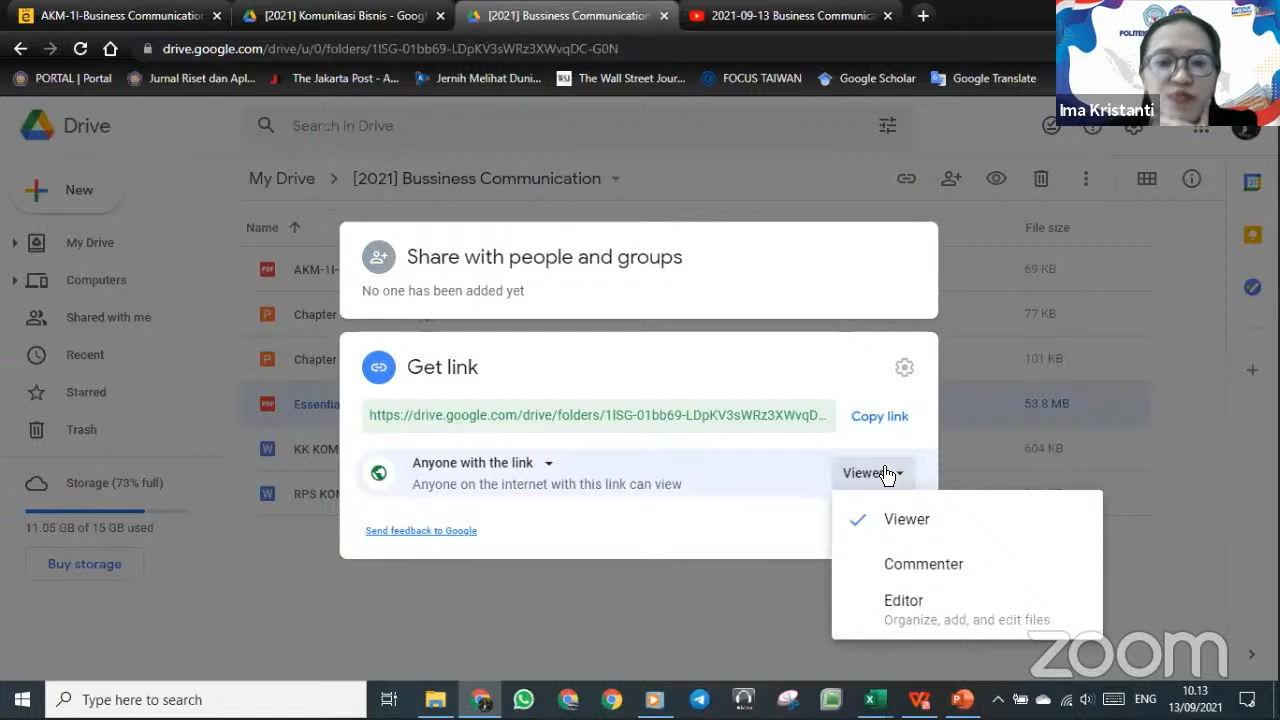 AKM-1I-Business Communication
[2021] Komunikasi
Goog
[2021] Bussiness Communication
2021-09-13 Business Communic
drive.google.com/drive/u/0/folders/1lSG-01bb69-LDpKV3sWRz3XWvqDC-G0N
PORTAL | Portal
Jurnal Riset dan Apl...
The Jakarta Post - A...
Jernih Melihat Duni...
The Wall Street Jour...
FOCUS TAIWAN
Google Scholar
Google Translate
POLITEK
Ima Kristanti
Drive
Search in Drive
New
My Drive
[2021] Bussiness Communication
Name
File size
My Drive
Computers
Shared with me
Recent
Starred
Trash
Storage (73% full)
11.05 GB of 15 GB used
Buy storage
AKM-1I-
69 KB
Chapter
77 KB
Chapter
101 KB
Essentia
53.8 MB
KK KOM
604 KB
RPS KO
Share with people and groups
No one has been added yet
Get link
https://drive.google.com/drive/folders/1lSG-01bb69-LDpKV3sWRz3XWvqD...
Copy link
Anyone with the link
Anyone on the internet with this link can view
Viewer
Send feedback to Google
Viewer
Commenter
Editor
Organize, add, and edit files
zoom
Type here to search
ENG
10.13
13/09/2021